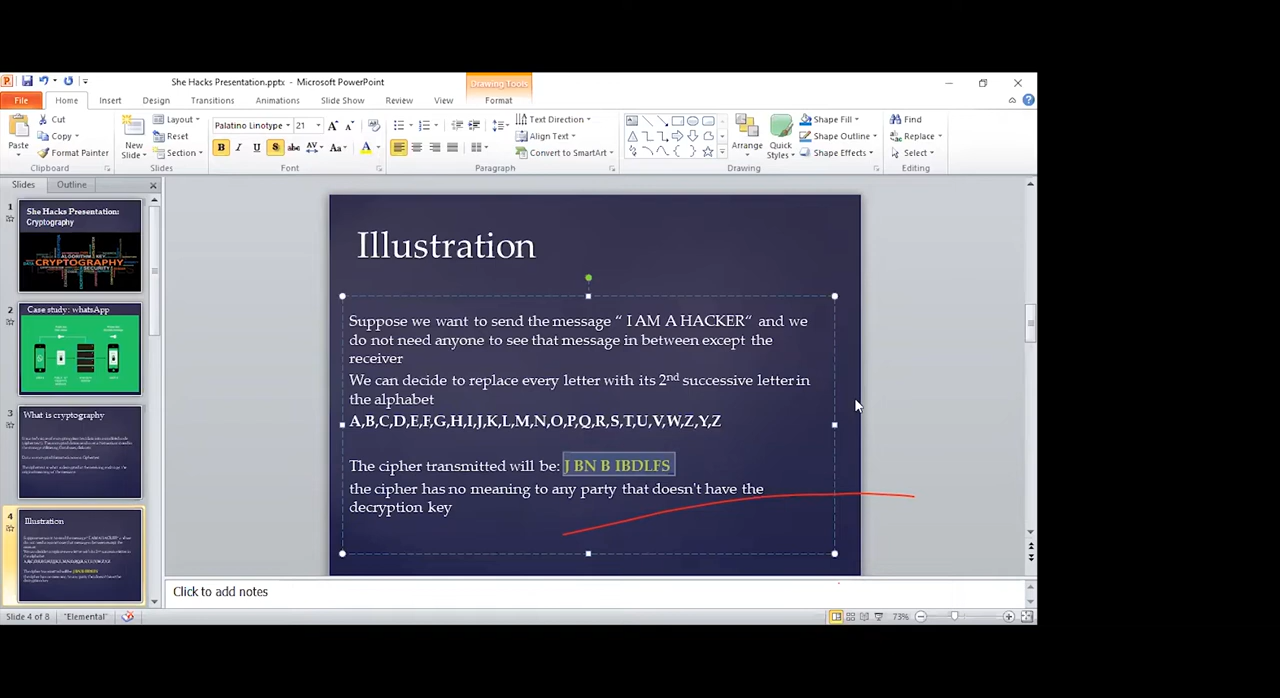 She Hacks Presentation.pptx - Microsoft PowerPoint
Drawing Tools
File Home Insert Design Transitions Animations Slide Show Review View Format
Paste
Cut
Copy
Format Painter
Clipboard
New Slide
Layout
Reset
Section
Slides
Palatino Linotype 21
Font
Text Direction
Align Text
Convert to SmartArt
Paragraph
Arrange
Quick Styles
Shape Fill
Shape Outline
Shape Effects
Drawing
Find
Replace
Select
Editing
Slides Outline
1
She Hacks Presentation:
Cryptography
CRYPTOGRAPHY
SECURITY
2
Case study: whatsApp
3
What is cryptography
4
Illustration
Illustration
Suppose we want to send the message “ I AM A HACKER“ and we
do not need anyone to see that message in between except the
receiver
We can decide to replace every letter with its 2nd successive letter in
the alphabet
A,B,C,D,E,F,G,H,I,J,K,L,M,N,O,P,Q,R,S,T,U,V,W,Z,Y,Z
The cipher transmitted will be: J BN B IBDLFS
the cipher has no meaning to any party that doesn't have the
decryption key
Click to add notes
Slide 4 of 8 "Elemental" 73%